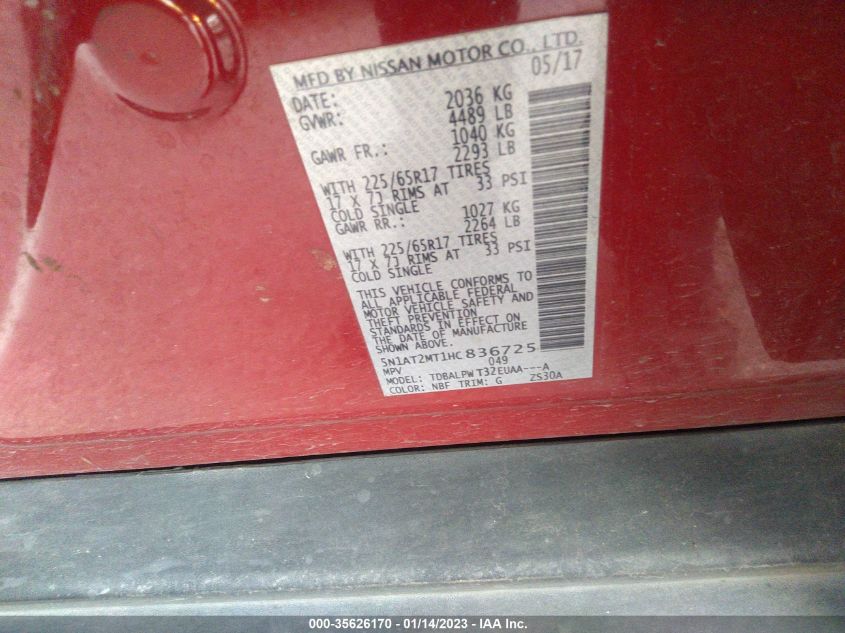 MFD BY NISSAN MOTOR CO., LTD.
DATE: 05/17
GVWR: 2036 KG
4489 LB
GAWR FR.: 1040 KG
2293 LB
WITH 225/65R17 TIRES
17 X 7J RIMS AT 33 PSI
COLD SINGLE
GAWR RR.: 1027 KG
2264 LB
WITH 225/65R17 TIRES
17 X 7J RIMS AT 33 PSI
COLD SINGLE
THIS VEHICLE CONFORMS TO
ALL APPLICABLE FEDERAL
MOTOR VEHICLE SAFETY AND
THEFT PREVENTION
STANDARDS IN EFFECT ON
THE DATE OF MANUFACTURE
SHOWN ABOVE.
5N1AT2MT1HC836725
MPV 049
MODEL: TDBALPW T32EUAA---A
COLOR: NBF TRIM: G ZS30A
000-35626170 - 01/14/2023 - IAA Inc.